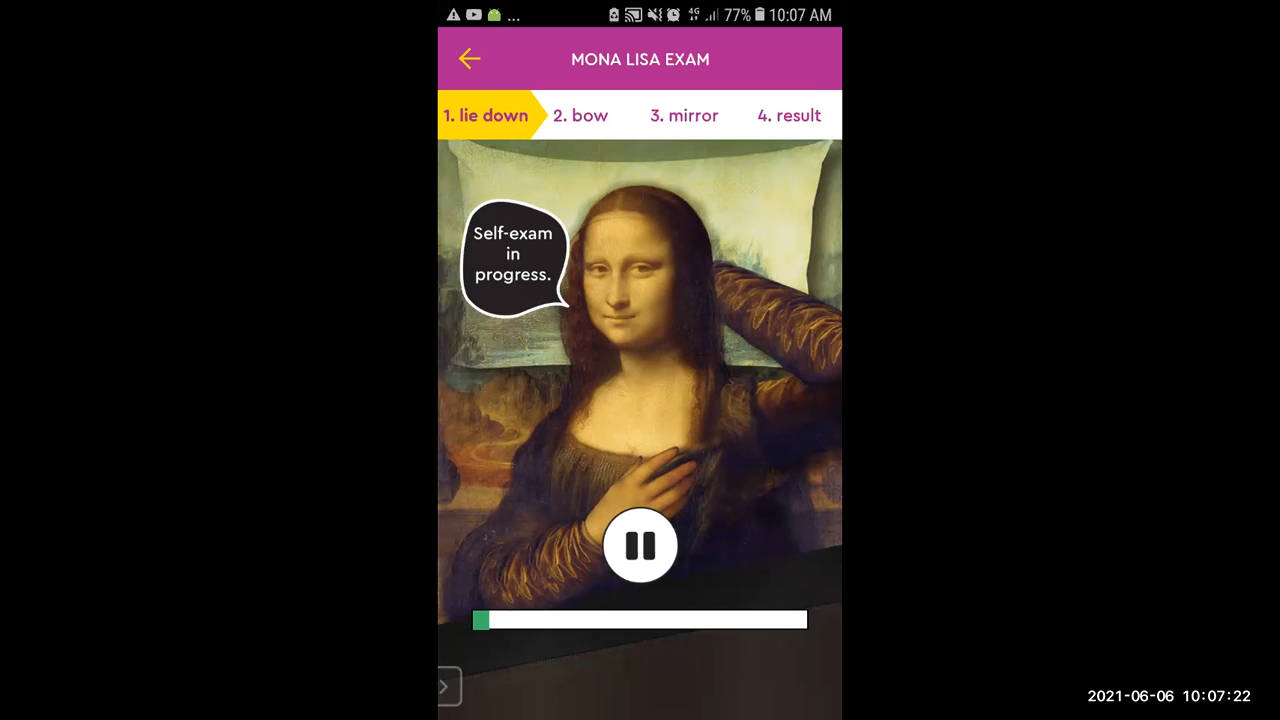 ... 4G 77% 10:07 AM
MONA LISA EXAM
1. lie down 2. bow 3. mirror 4. result
Self-exam
in
progress.
2021-06-06 10:07:22